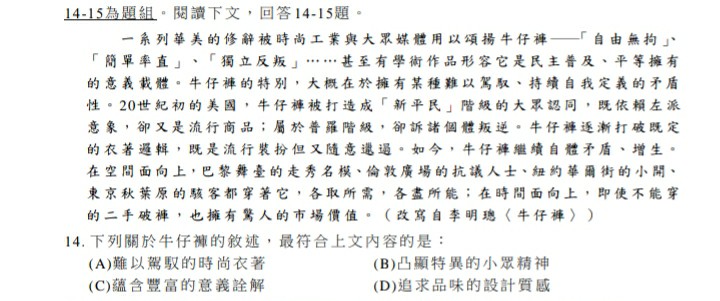 14-15為題組。閱讀下文，回答14-15題。
一系列華美的修辭被時尚工業與大眾媒體用以頌揚牛仔褲──「自由無拘」、
「簡單率直」、「獨立反叛」……甚至有學術作品形容它是民主普及、平等擁有
的意義載體。牛仔褲的特別，大概在於擁有某種難以駕馭、持續自我定義的矛盾
性。20世紀初的美國，牛仔褲被打造成「新平民」階級的大眾認同，既依賴左派
意象，卻又是流行商品；屬於普羅階級，卻訴諸個體叛逆。牛仔褲逐漸打破既定
的衣著邏輯，既是流行裝扮但又隨意邋遢。如今，牛仔褲繼續自體矛盾、增生。
在空間面向上，巴黎舞臺的走秀名模、倫敦廣場的抗議人士、紐約華爾街的小開、
東京秋葉原的駭客都穿著它，各取所需，各盡所能；在時間面向上，即使不能穿
的二手破褲，也擁有驚人的市場價值。（改寫自李明璁〈牛仔褲〉）
14. 下列關於牛仔褲的敘述，最符合上文內容的是：
(A)難以駕馭的時尚衣著 (B)凸顯特異的小眾精神
(C)蘊含豐富的意義詮解 (D)追求品味的設計質感